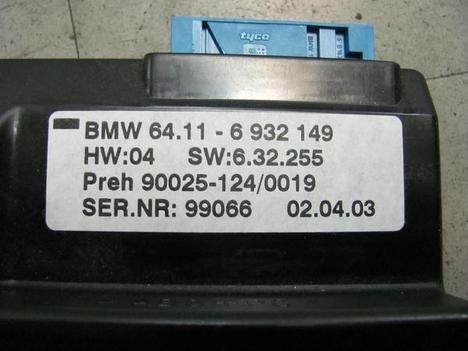 tyco
BMW 64.11 - 6 932 149
HW:04 SW:6.32.255
Preh 90025-124/0019
SER.NR: 99066 02.04.03